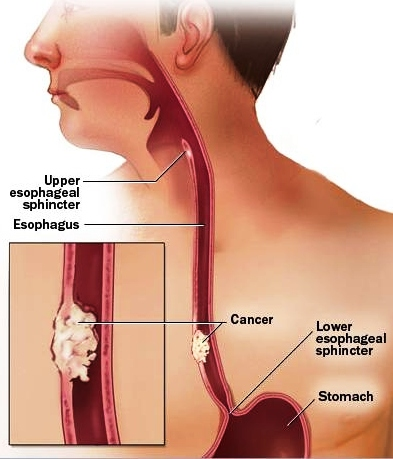 Upper
esophageal
sphincter
Esophagus
Cancer
Lower
esophageal
sphincter
Stomach